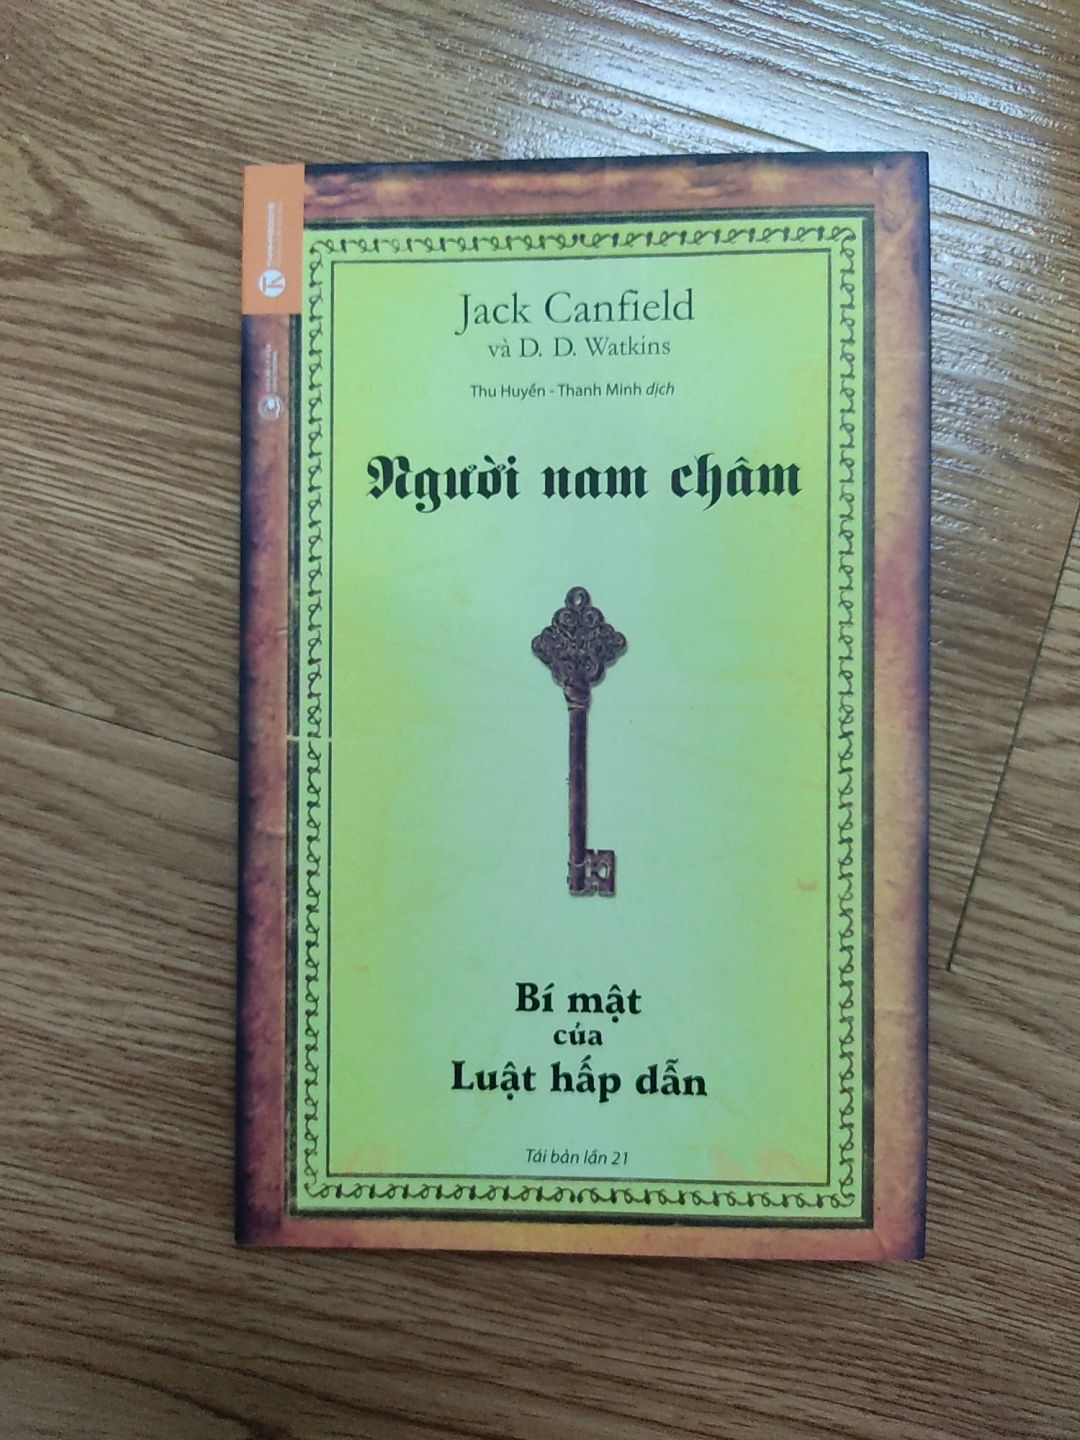 Jack Canfield
và D. D. Watkins
Thu Huyền - Thanh Minh dịch
Người nam châm
Bí mật
của
Luật hấp dẫn
Tái bản lần 21